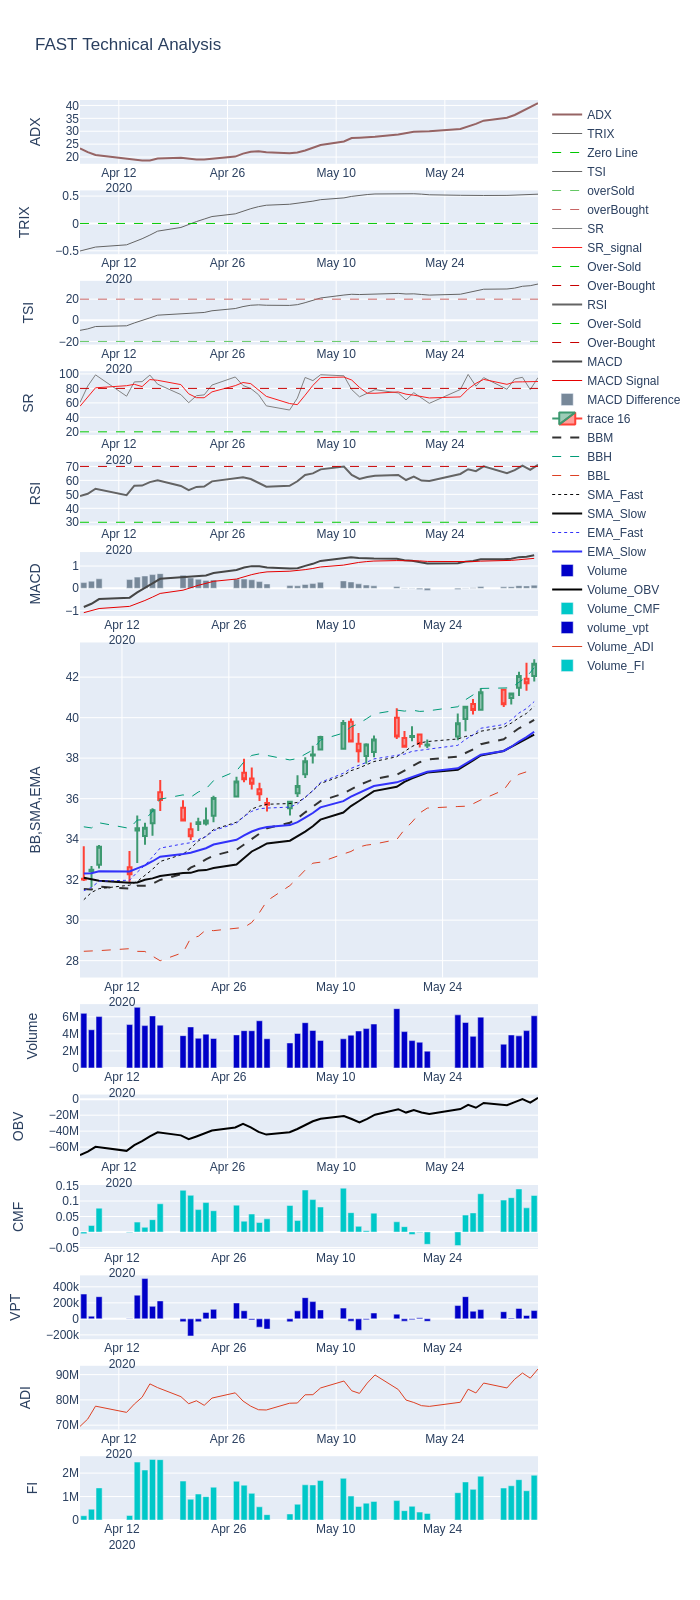 FAST Technical Analysis
ADX
40
35
30
25
20
Apr 12
2020
Apr 26
May 10
May 24
TRIX
0.5
0
−0.5
Apr 12
2020
Apr 26
May 10
May 24
TSI
20
0
−20
Apr 12
2020
Apr 26
May 10
May 24
SR
100
80
60
40
20
Apr 12
2020
Apr 26
May 10
May 24
RSI
70
60
50
40
30
Apr 12
2020
Apr 26
May 10
May 24
MACD
1
0
−1
Apr 12
2020
Apr 26
May 10
May 24
BB,SMA,EMA
42
40
38
36
34
32
30
28
Apr 12
2020
Apr 26
May 10
May 24
Volume
6M
4M
2M
0
Apr 12
2020
Apr 26
May 10
May 24
OBV
0
−20M
−40M
−60M
Apr 12
2020
Apr 26
May 10
May 24
CMF
0.15
0.1
0.05
0
−0.05
Apr 12
2020
Apr 26
May 10
May 24
VPT
400k
200k
0
−200k
Apr 12
2020
Apr 26
May 10
May 24
ADI
90M
80M
70M
Apr 12
2020
Apr 26
May 10
May 24
FI
2M
1M
0
Apr 12
2020
Apr 26
May 10
May 24
ADX
TRIX
Zero Line
TSI
overSold
overBought
SR
SR_signal
Over-Sold
Over-Bought
RSI
Over-Sold
Over-Bought
MACD
MACD Signal
MACD Difference
trace 16
BBM
BBH
BBL
SMA_Fast
SMA_Slow
EMA_Fast
EMA_Slow
Volume
Volume_OBV
Volume_CMF
volume_vpt
Volume_ADI
Volume_FI